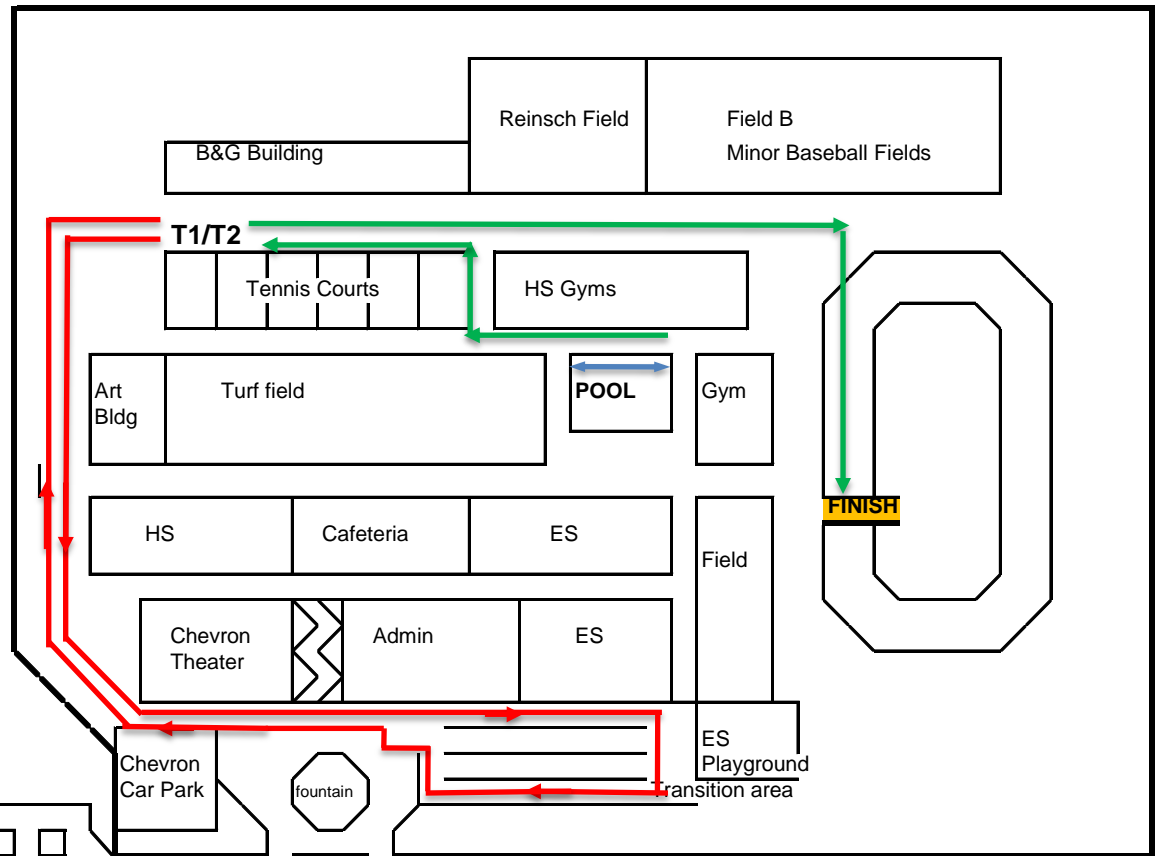 Reinsch Field
Field B
Minor Baseball Fields
B&G Building
T1/T2
Tennis Courts
HS Gyms
Art
Bldg
Turf field
POOL
Gym
FINISH
HS
Cafeteria
ES
Field
Chevron
Theater
Admin
ES
ES
Playground
Chevron
Car Park
fountain
Transition area